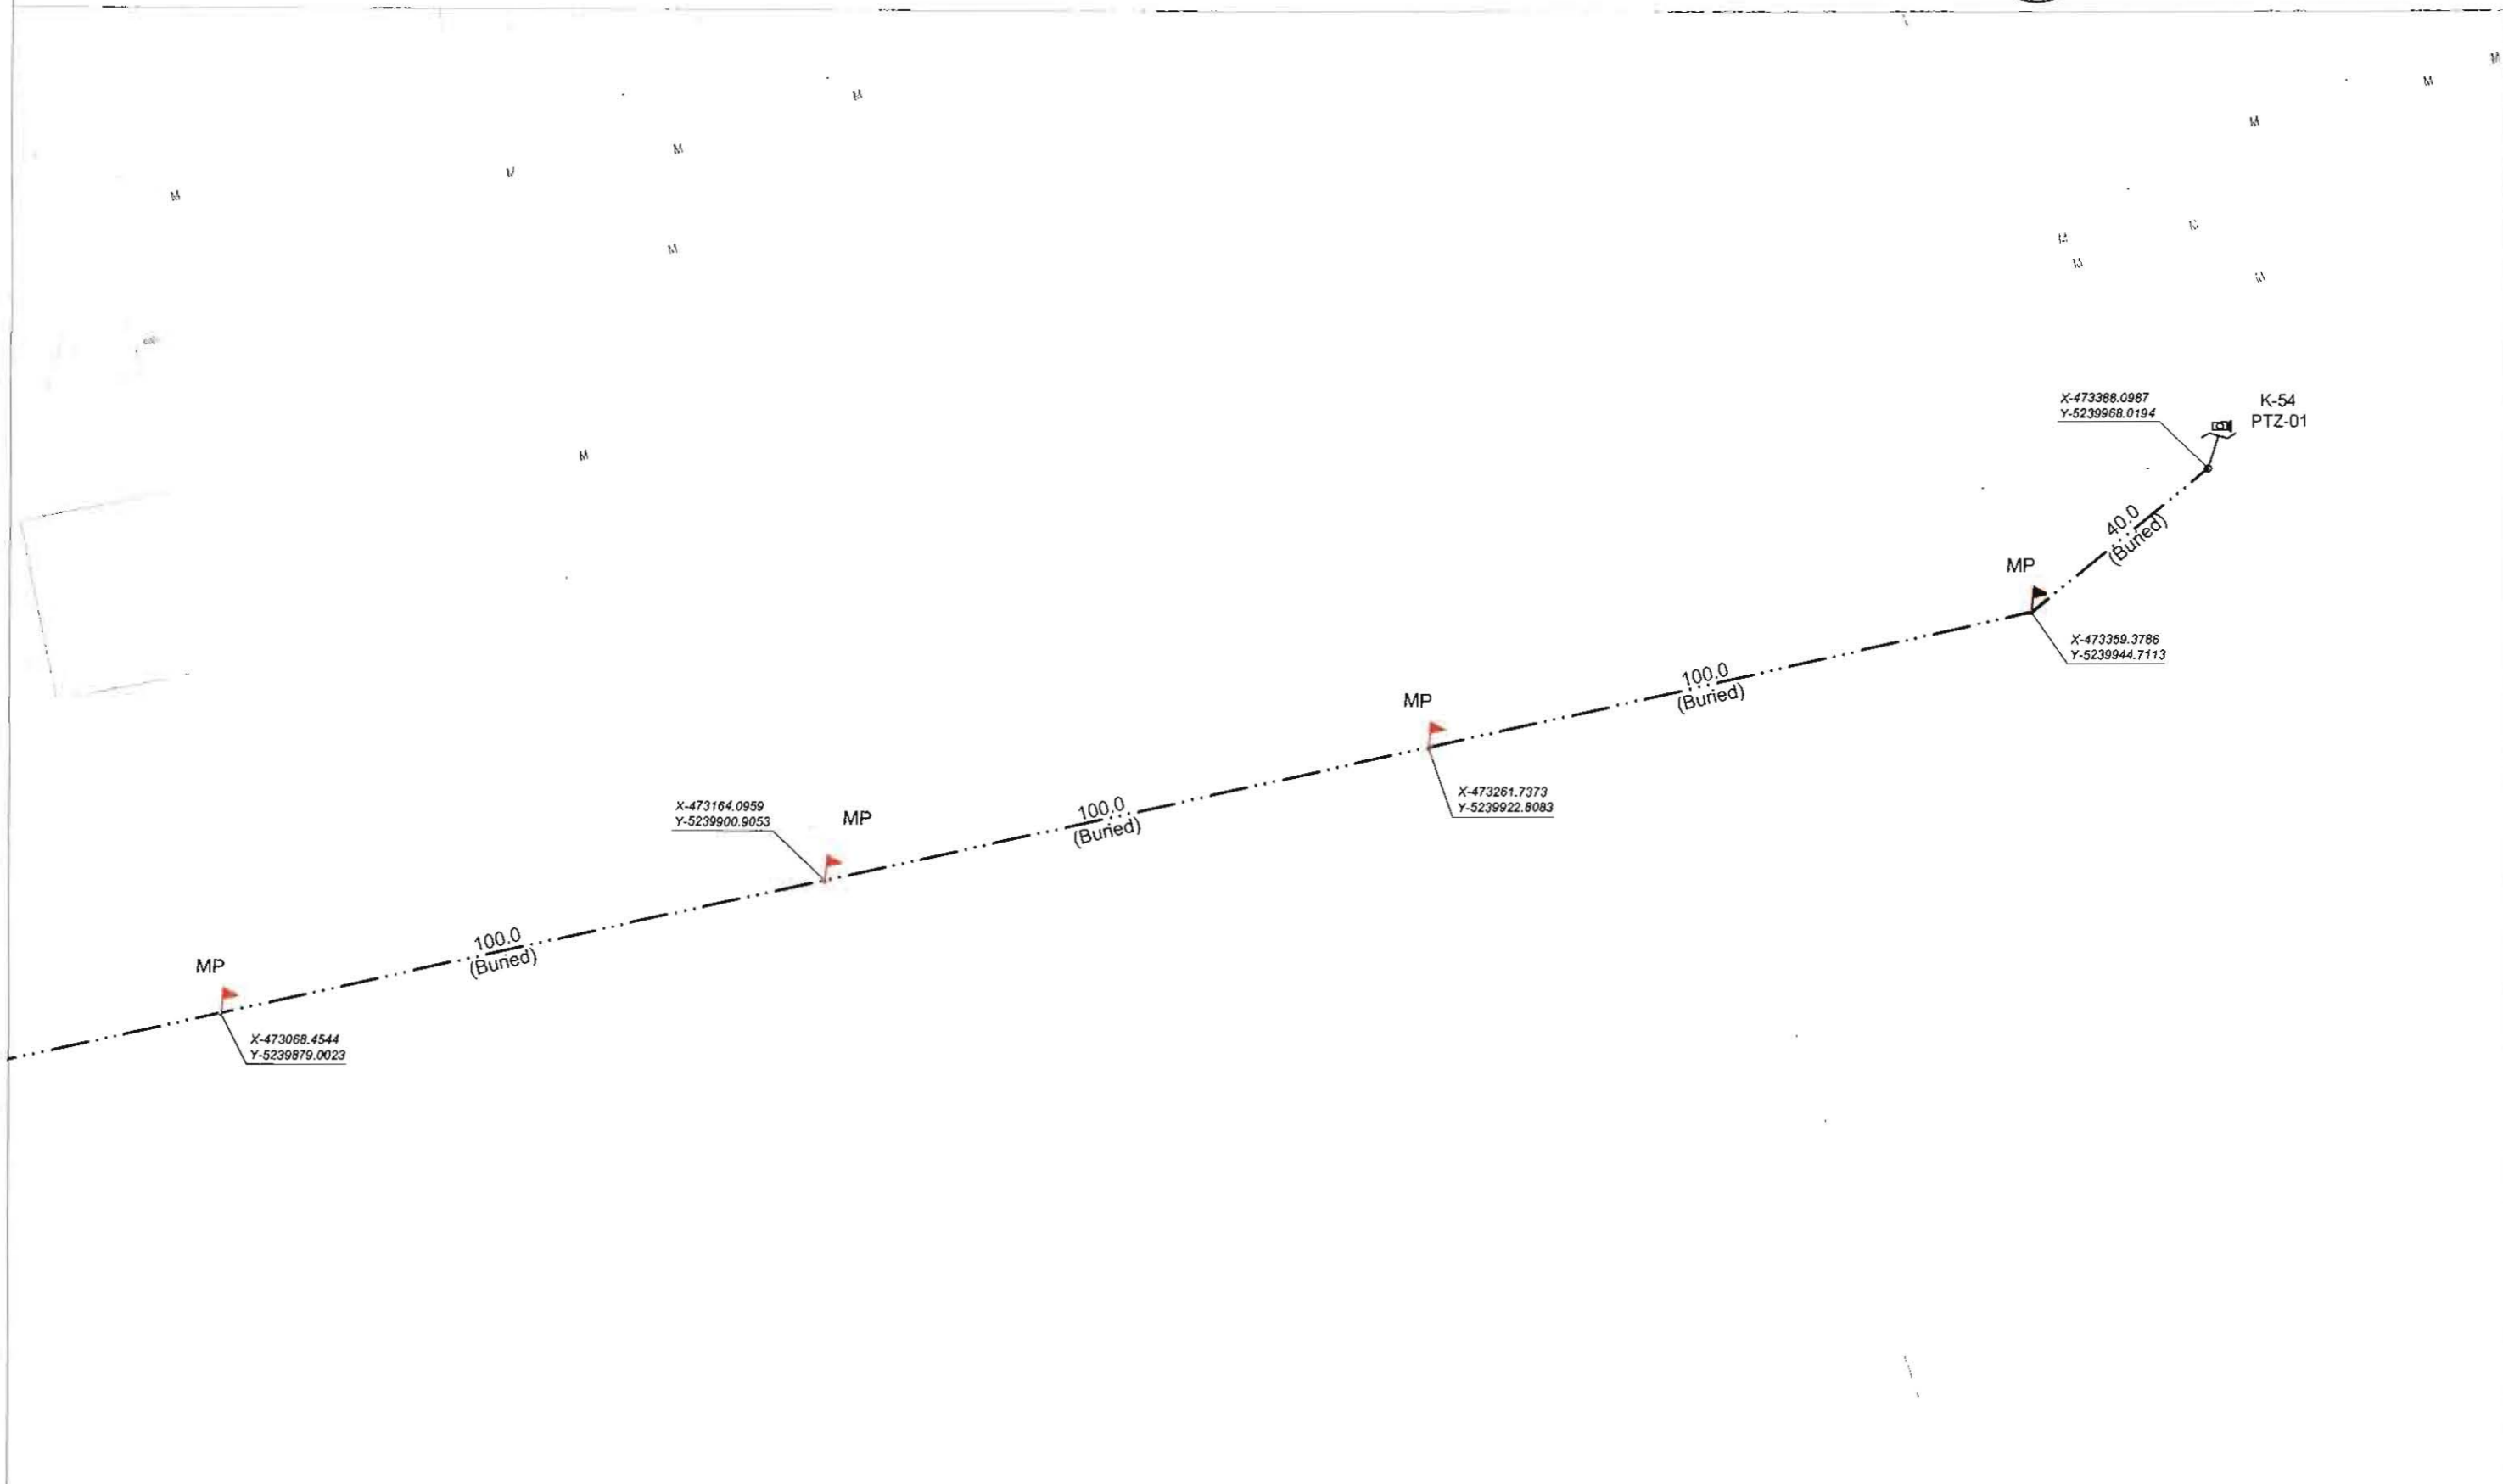 X-473388.0987
Y-5239968.0194
K-54
PTZ-01
40.0
(Buried)
MP
X-473359.3786
Y-5239944.7113
100.0
(Buried)
MP
X-473261.7373
Y-5239922.8083
100.0
(Buried)
X-473164.0959
Y-5239900.9053
MP
100.0
(Buried)
MP
X-473068.4544
Y-5239879.0023
M
M
M
M
M
M
M
M
M
M